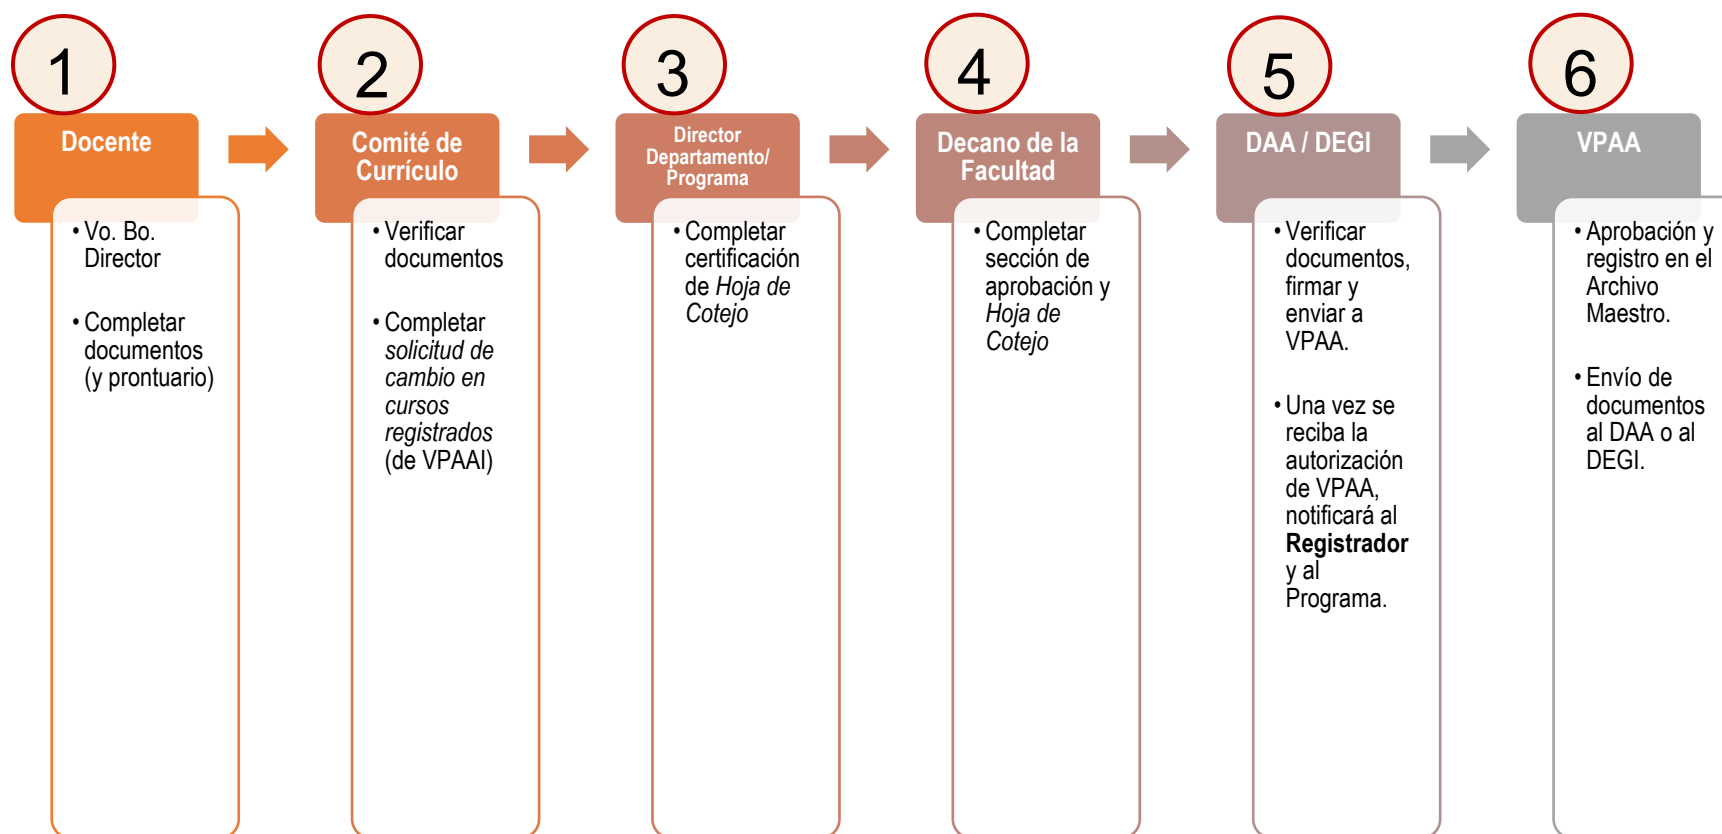 1
Docente
• Vo. Bo.
Director
• Completar
documentos
(y prontuario)
2
Comité de
Currículo
• Verificar
documentos
• Completar
solicitud de
cambio en
cursos
registrados
(de VPAAI)
3
Director
Departamento/
Programa
• Completar
certificación
de Hoja de
Cotejo
4
Decano de la
Facultad
• Completar
sección de
aprobación y
Hoja de
Cotejo
5
DAA / DEGI
• Verificar
documentos,
firmar y
enviar a
VPAA.
• Una vez se
reciba la
autorización
de VPAA,
notificará al
Registrador
y al
Programa.
6
VPAA
• Aprobación y
registro en el
Archivo
Maestro.
• Envío de
documentos
al DAA o al
DEGI.